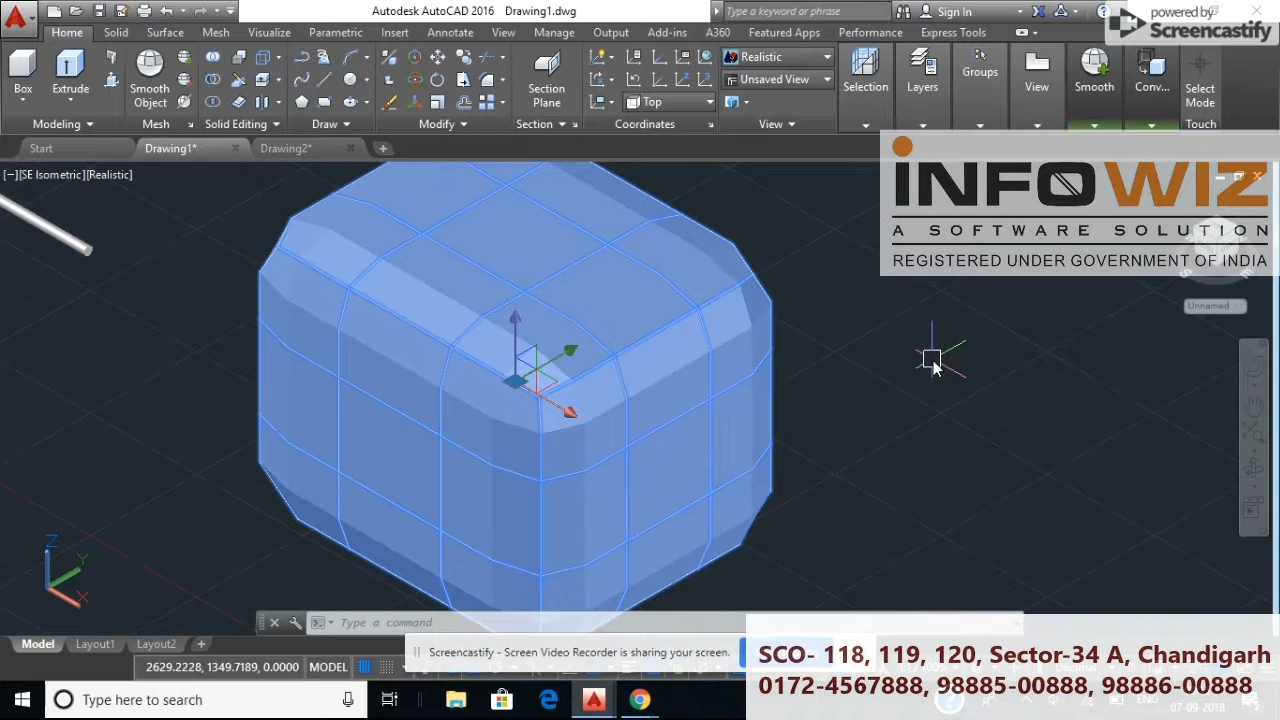 Autodesk AutoCAD 2016 Drawing1.dwg
Type a keyword or phrase
Sign In
powered by
Screencastify
Home Solid Surface Mesh Visualize Parametric Insert Annotate View Manage Output Add-ins A360 Featured Apps Performance Express Tools
Box
Extrude
Smooth
Object
Section
Plane
Realistic
Unsaved View
Top
Selection
Layers
Groups
View
Smooth
Conv...
Select
Mode
Modeling
Mesh
Solid Editing
Draw
Modify
Section
Coordinates
View
Touch
Start
Drawing1*
Drawing2*
[−][SE Isometric][Realistic]
INFOWIZ
A SOFTWARE SOLUTION
REGISTERED UNDER GOVERNMENT OF INDIA
Unnamed
Z
Y
X
Type a command
Model Layout1 Layout2
Screencastify - Screen Video Recorder is sharing your screen.
2629.2228, 1349.7189, 0.0000 MODEL
SCO- 118, 119, 120, Sector-34 A, Chandigarh
0172-4567888, 98885-00888, 98886-00888
Type here to search
ENG
07-09-2018